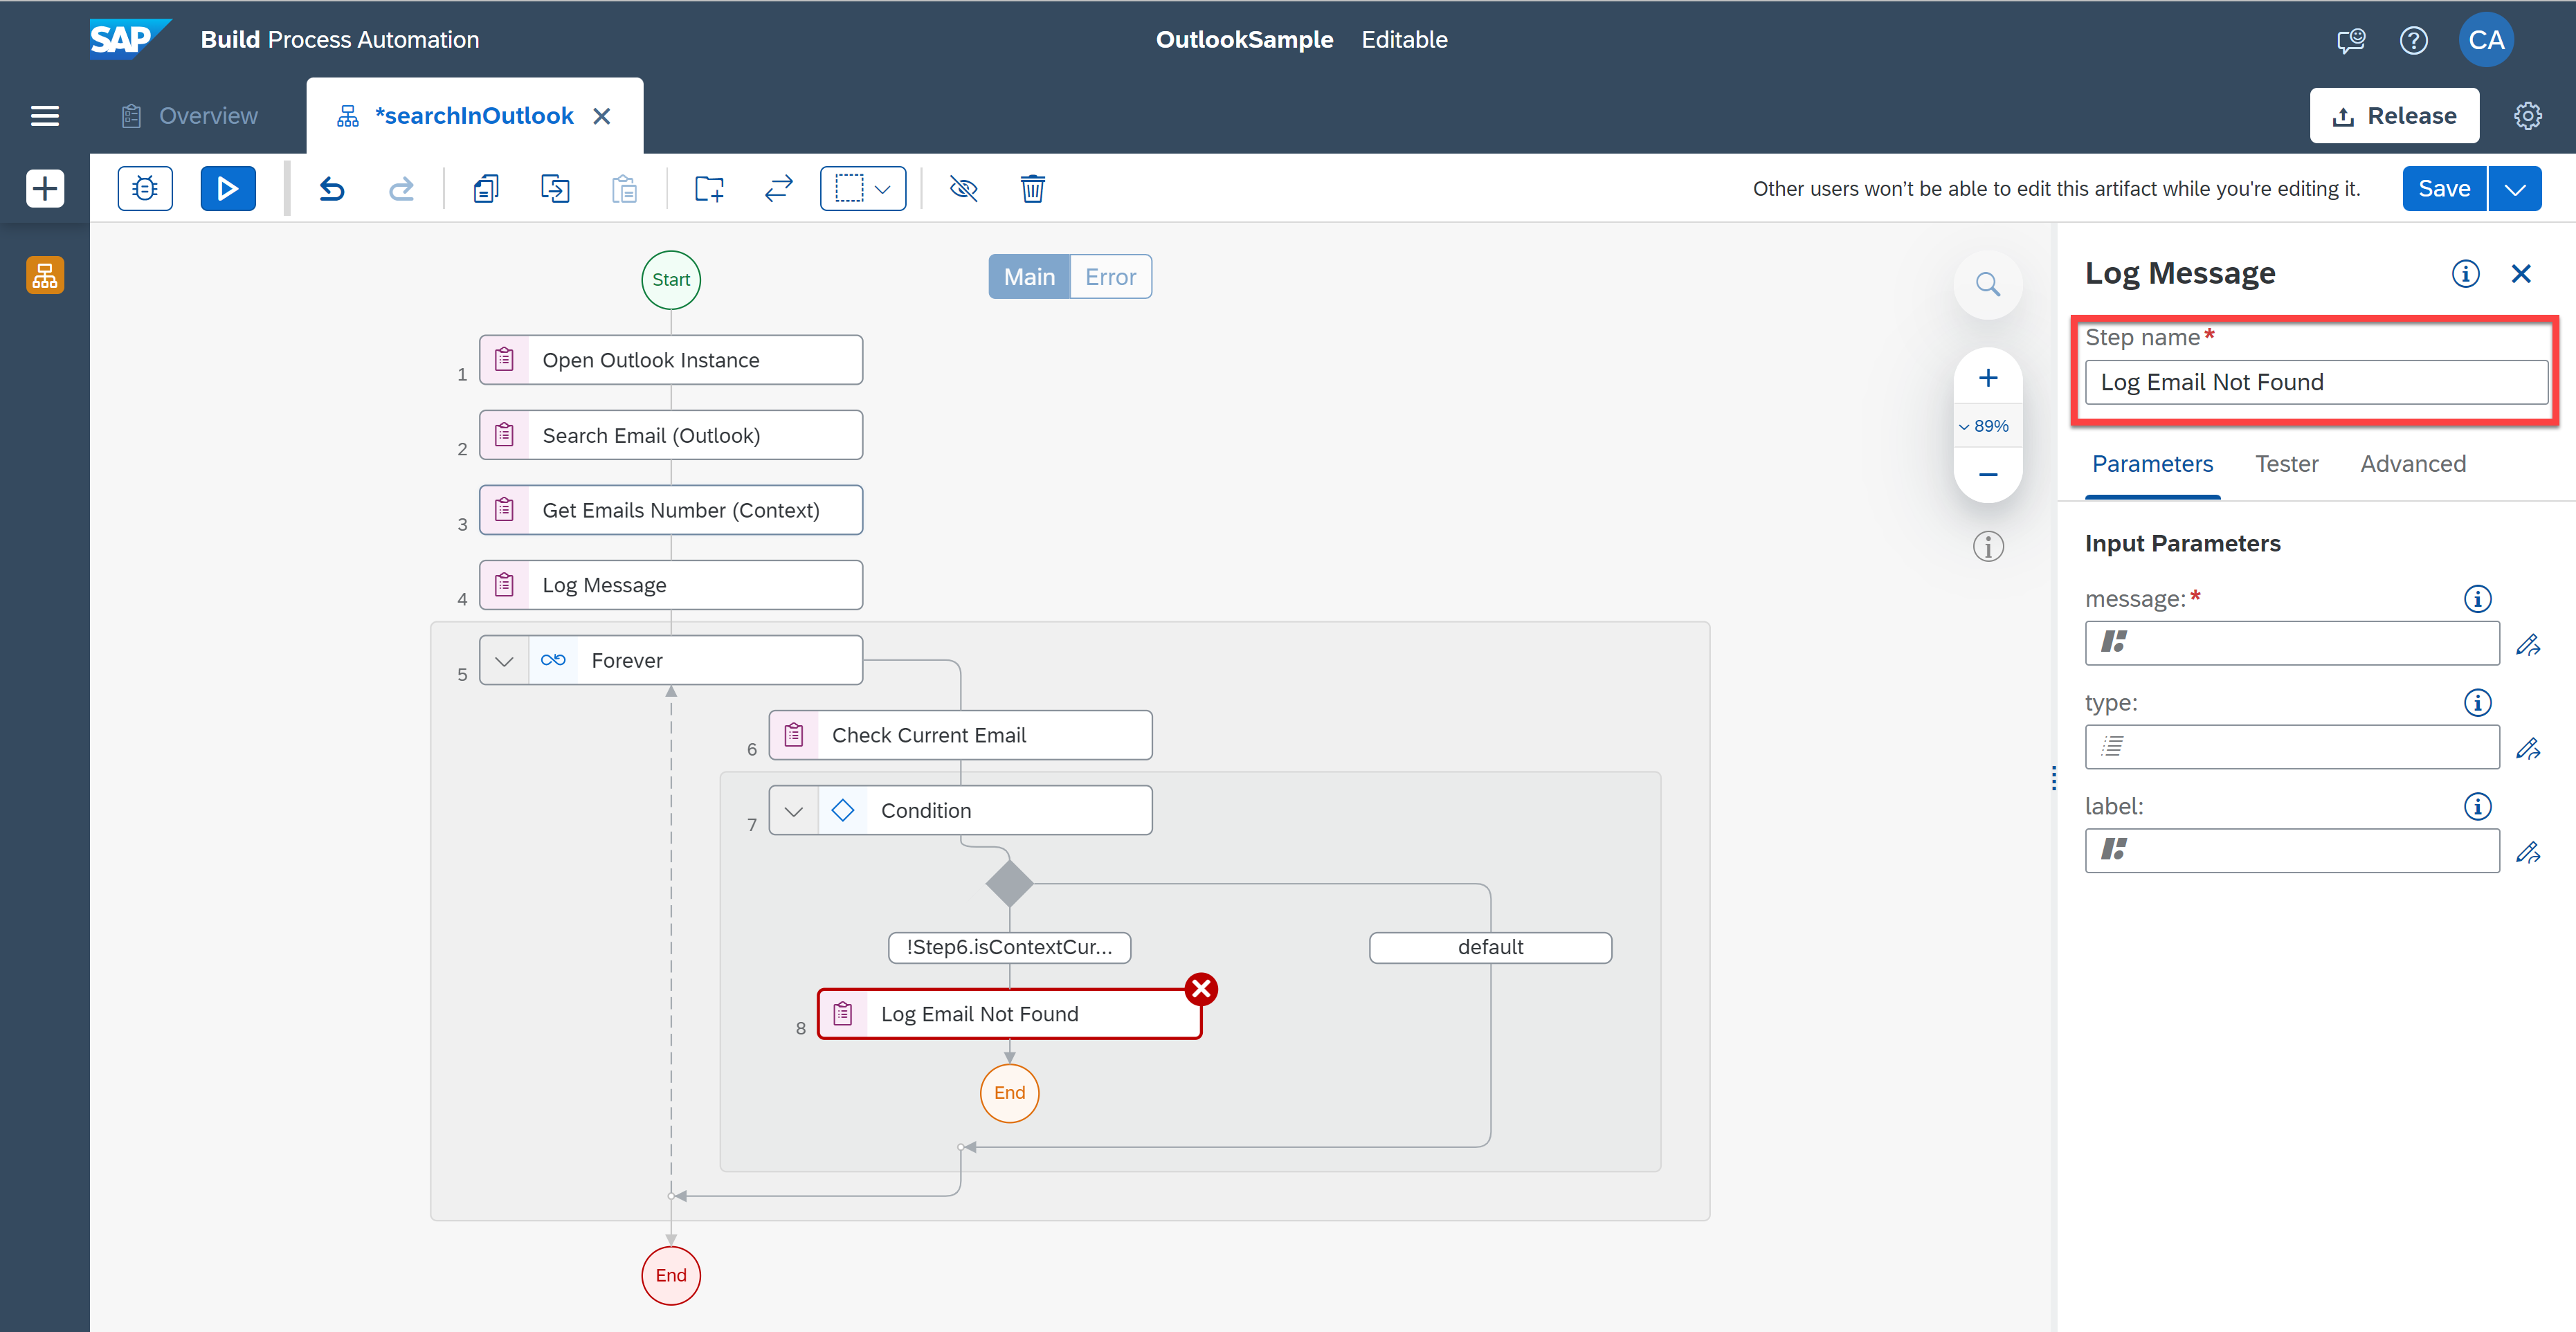 SAP Build Process Automation
OutlookSample Editable
CA
Overview
*searchInOutlook
Release
Other users won't be able to edit this artifact while you're editing it.
Save
Start
Main Error
1 Open Outlook Instance
2 Search Email (Outlook)
3 Get Emails Number (Context)
4 Log Message
5 Forever
6 Check Current Email
7 Condition
!Step6.isContextCur...
default
8 Log Email Not Found
End
End
89%
Log Message
Step name*
Log Email Not Found
Parameters Tester Advanced
Input Parameters
message:*
type:
label: